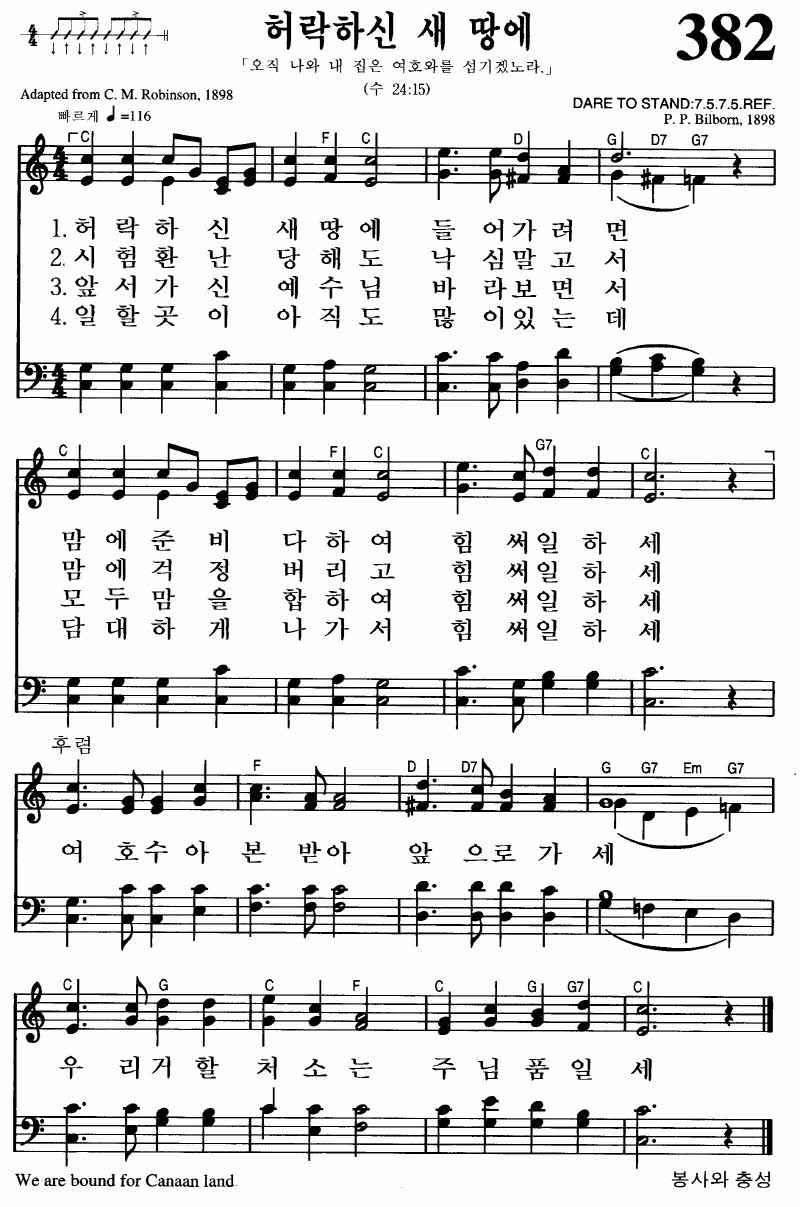 허락하신 새 땅에
382
「오직 나와 내 집은 여호와를 섬기겠노라.」
(수 24:15)
Adapted from C. M. Robinson, 1898
DARE TO STAND:7.5.7.5.REF.
빠르게 ♩=116
P. P. Bilborn, 1898
C F C D G D7 G7
1. 허 락 하 신 새 땅 에 들 어 가 려 면
2. 시 험 환 난 당 해 도 낙 심 말 고 서
3. 앞 서 가 신 예 수 님 바 라 보 면 서
4. 일 할 곳 이 아 직 도 많 이 있 는 데
C F C G7 C
맘 에 준 비 다 하 여 힘 써 일 하 세
맘 에 걱 정 버 리 고 힘 써 일 하 세
모 두 맘 을 합 하 여 힘 써 일 하 세
담 대 하 게 나 가 서 힘 써 일 하 세
후렴
C F D D7 G G7 Em G7
여 호 수 아 본 받 아 앞 으 로 가 세
C G C F C G G7 C
우 리 거 할 처 소 는 주 님 품 일 세
We are bound for Canaan land
봉사와 충성